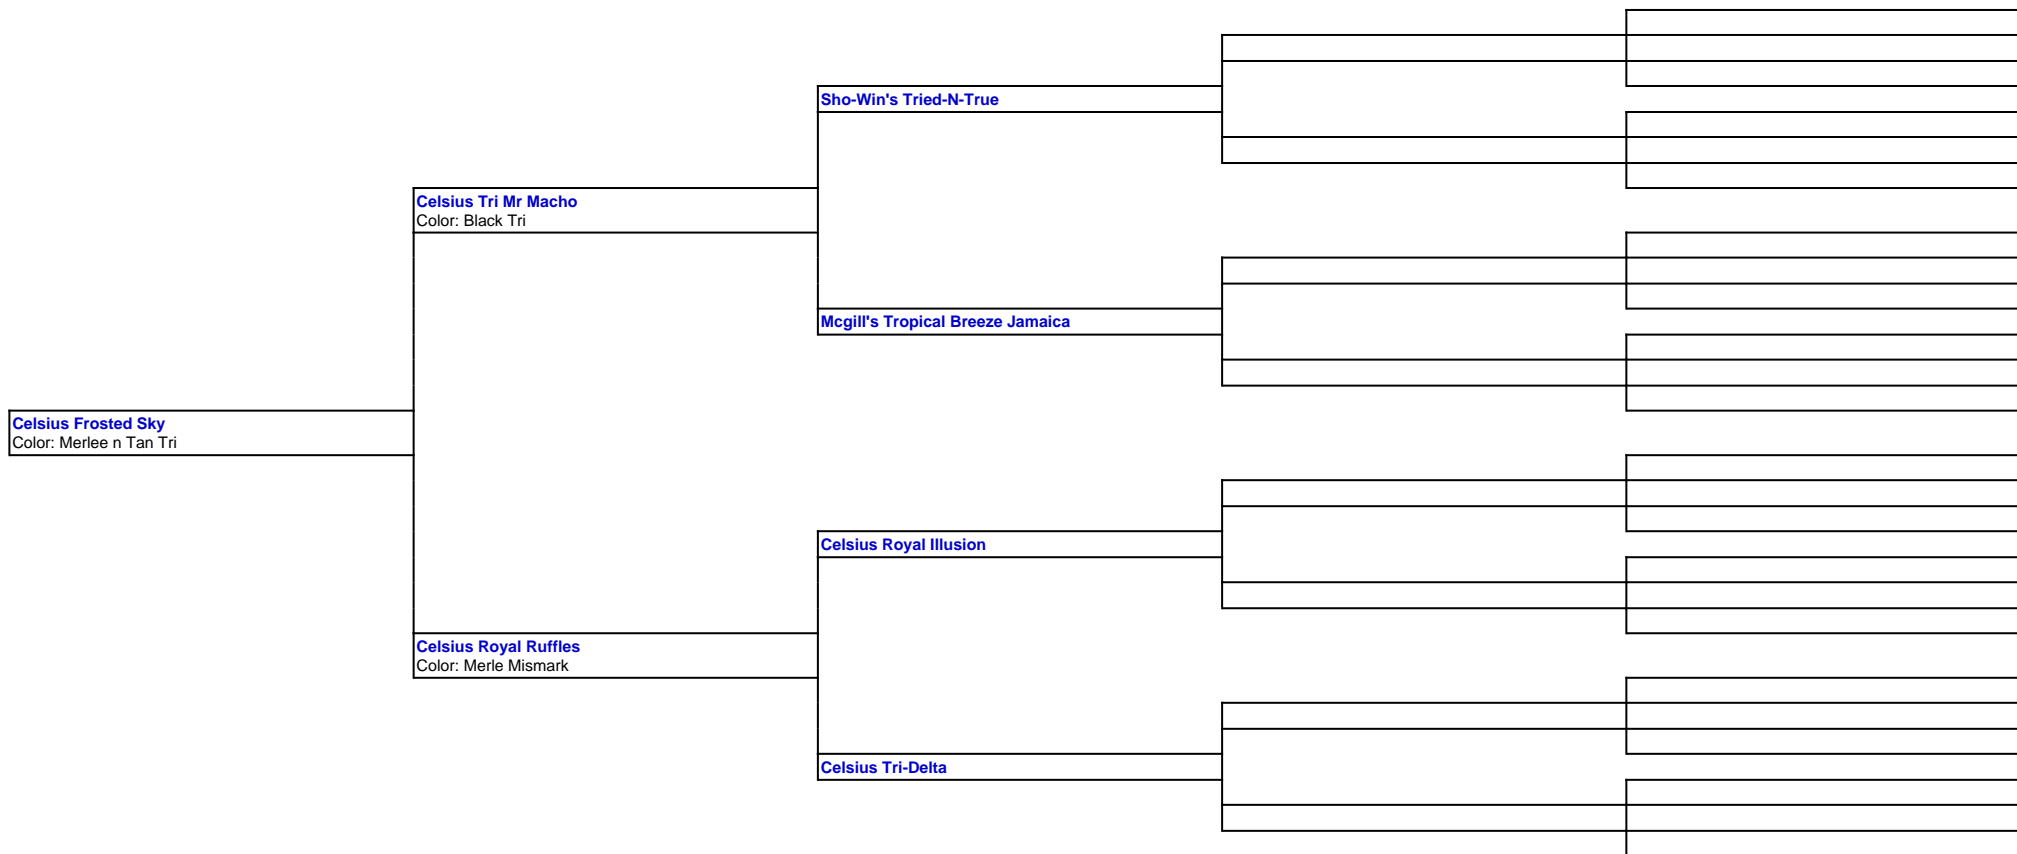 Sho-Win's Tried-N-True
Celsius Tri Mr Macho
Color: Black Tri
Mcgill's Tropical Breeze Jamaica
Celsius Frosted Sky
Color: Merlee n Tan Tri
Celsius Royal Illusion
Celsius Royal Ruffles
Color: Merle Mismark
Celsius Tri-Delta